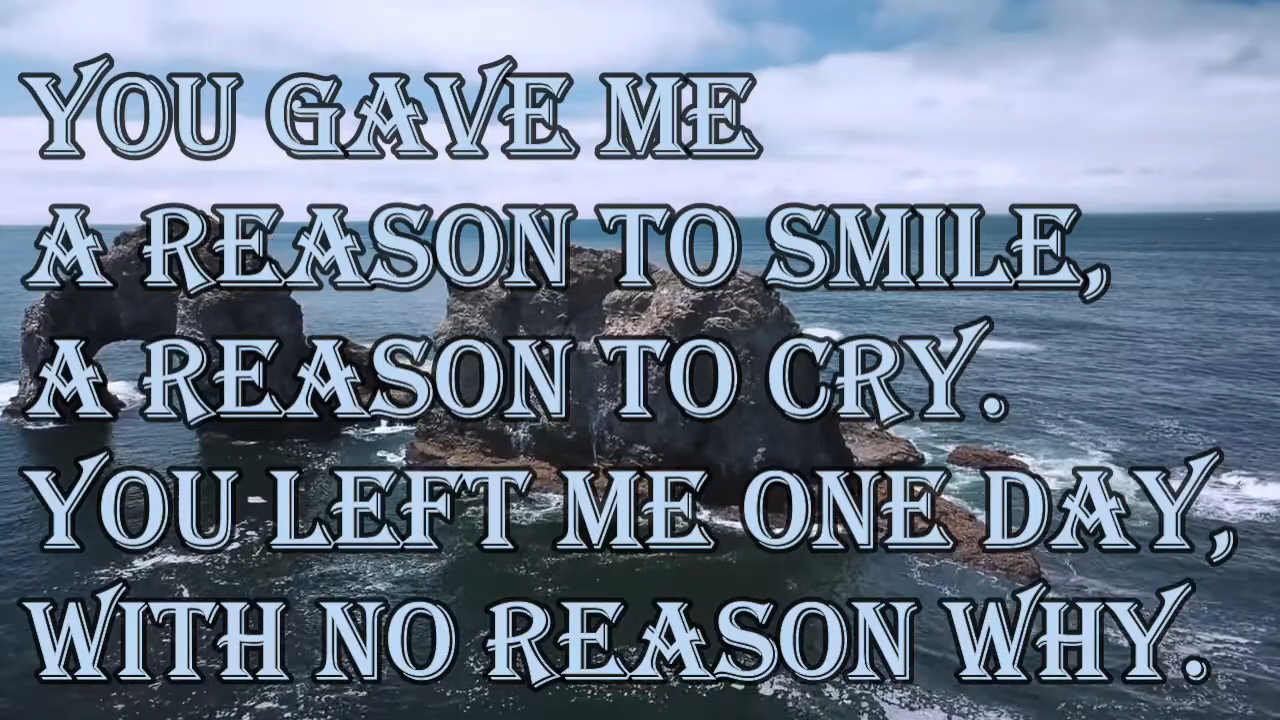 YOU GAVE ME
A REASON TO SMILE,
A REASON TO CRY.
YOU LEFT ME ONE DAY,
WITH NO REASON WHY.